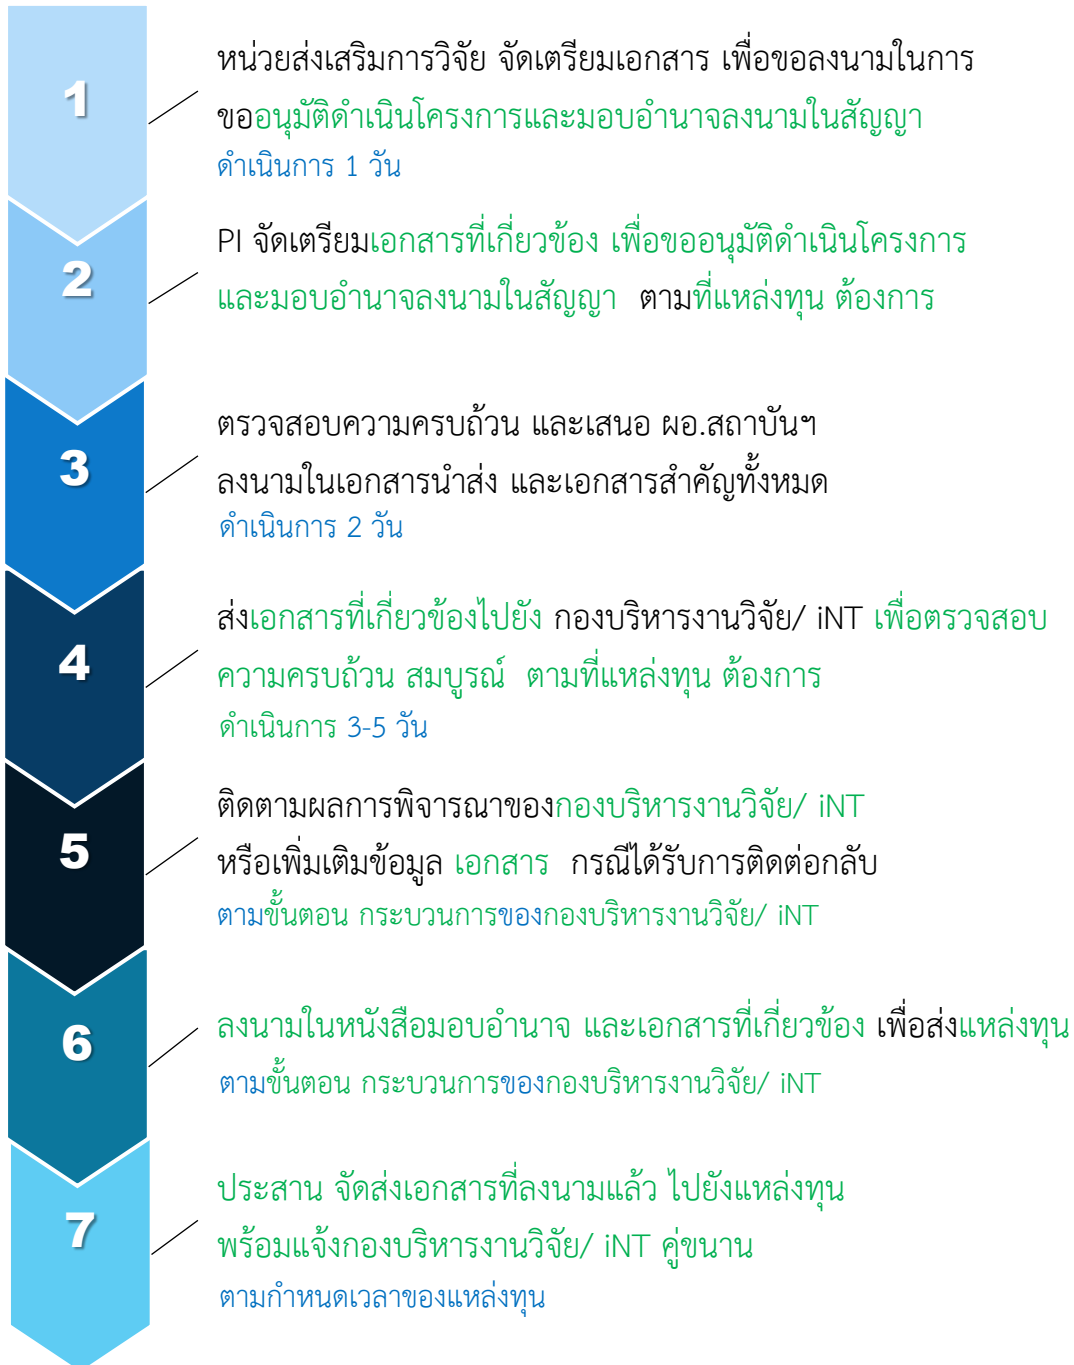 1
หน่วยส่งเสริมการวิจัย จัดเตรียมเอกสาร เพื่อขอลงนามในการ
ขออนุมัติดำเนินโครงการและมอบอำนาจลงนามในสัญญา
ดำเนินการ 1 วัน
2
PI จัดเตรียมเอกสารที่เกี่ยวข้อง เพื่อขออนุมัติดำเนินโครงการ
และมอบอำนาจลงนามในสัญญา ตามที่แหล่งทุน ต้องการ
3
ตรวจสอบความครบถ้วน และเสนอ ผอ.สถาบันฯ
ลงนามในเอกสารนำส่ง และเอกสารสำคัญทั้งหมด
ดำเนินการ 2 วัน
4
ส่งเอกสารที่เกี่ยวข้องไปยัง กองบริหารงานวิจัย/ iNT เพื่อตรวจสอบ
ความครบถ้วน สมบูรณ์ ตามที่แหล่งทุน ต้องการ
ดำเนินการ 3-5 วัน
5
ติดตามผลการพิจารณาของกองบริหารงานวิจัย/ iNT
หรือเพิ่มเติมข้อมูล เอกสาร กรณีได้รับการติดต่อกลับ
ตามขั้นตอน กระบวนการของกองบริหารงานวิจัย/ iNT
6
ลงนามในหนังสือมอบอำนาจ และเอกสารที่เกี่ยวข้อง เพื่อส่งแหล่งทุน
ตามขั้นตอน กระบวนการของกองบริหารงานวิจัย/ iNT
7
ประสาน จัดส่งเอกสารที่ลงนามแล้ว ไปยังแหล่งทุน
พร้อมแจ้งกองบริหารงานวิจัย/ iNT คู่ขนาน
ตามกำหนดเวลาของแหล่งทุน